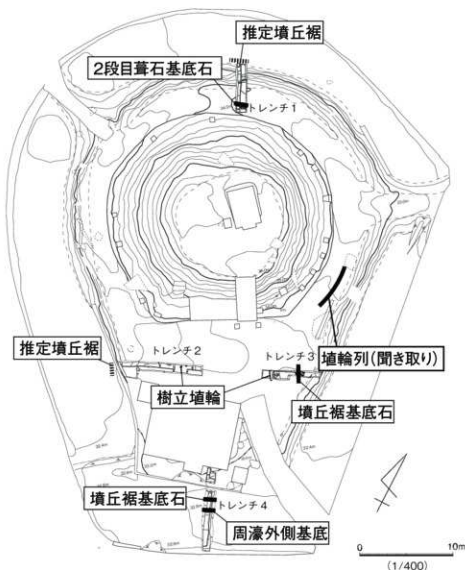 推定墳丘裾
2段目葺石基底石
トレンチ1
埴輪列(聞き取り)
推定墳丘裾
トレンチ2
トレンチ3
樹立埴輪
墳丘裾基底石
墳丘裾基底石
トレンチ4
周濠外側基底
0
10m
(1/400)